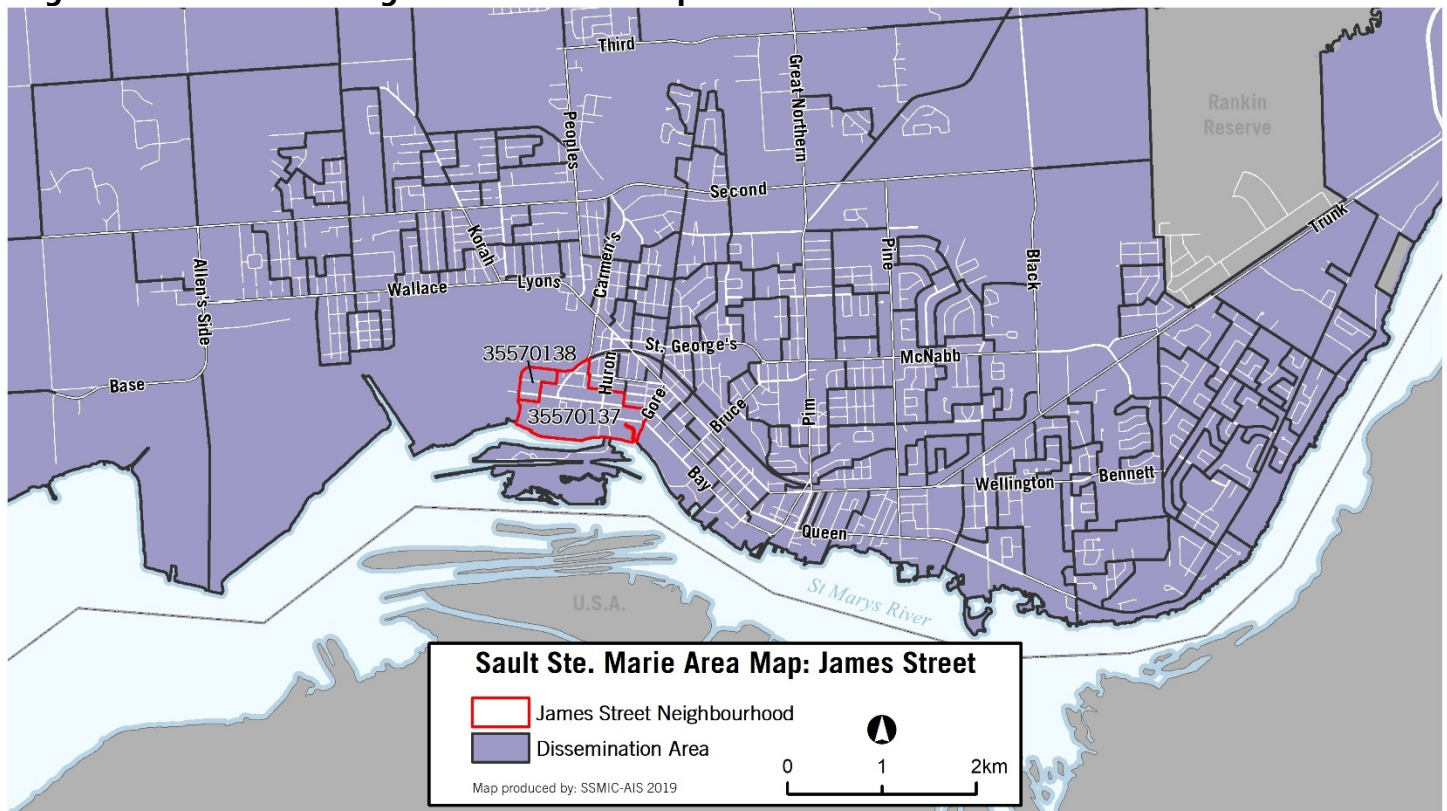 Third
Great Northern
Peoples
Rankin
Reserve
Second
Trunk
Korah
Carmen's
Pine
Black
Allen's Side
Wallace
Lyons
St. George's
McNabb
35570138
Huron
Base
35570137
Gore
Bruce
Pim
Bay
Wellington
Bennett
Queen
St Marys River
U.S.A.
Sault Ste. Marie Area Map: James Street
James Street Neighbourhood
Dissemination Area
0 1 2km
Map produced by: SSMIC-AIS 2019